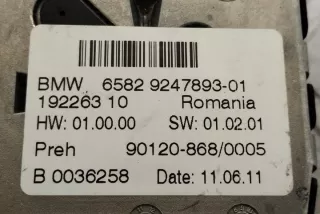 BMW 6582 9247893-01
192263 10 Romania
HW: 01.00.00 SW: 01.02.01
Preh 90120-868/0005
B 0036258 Date: 11.06.11